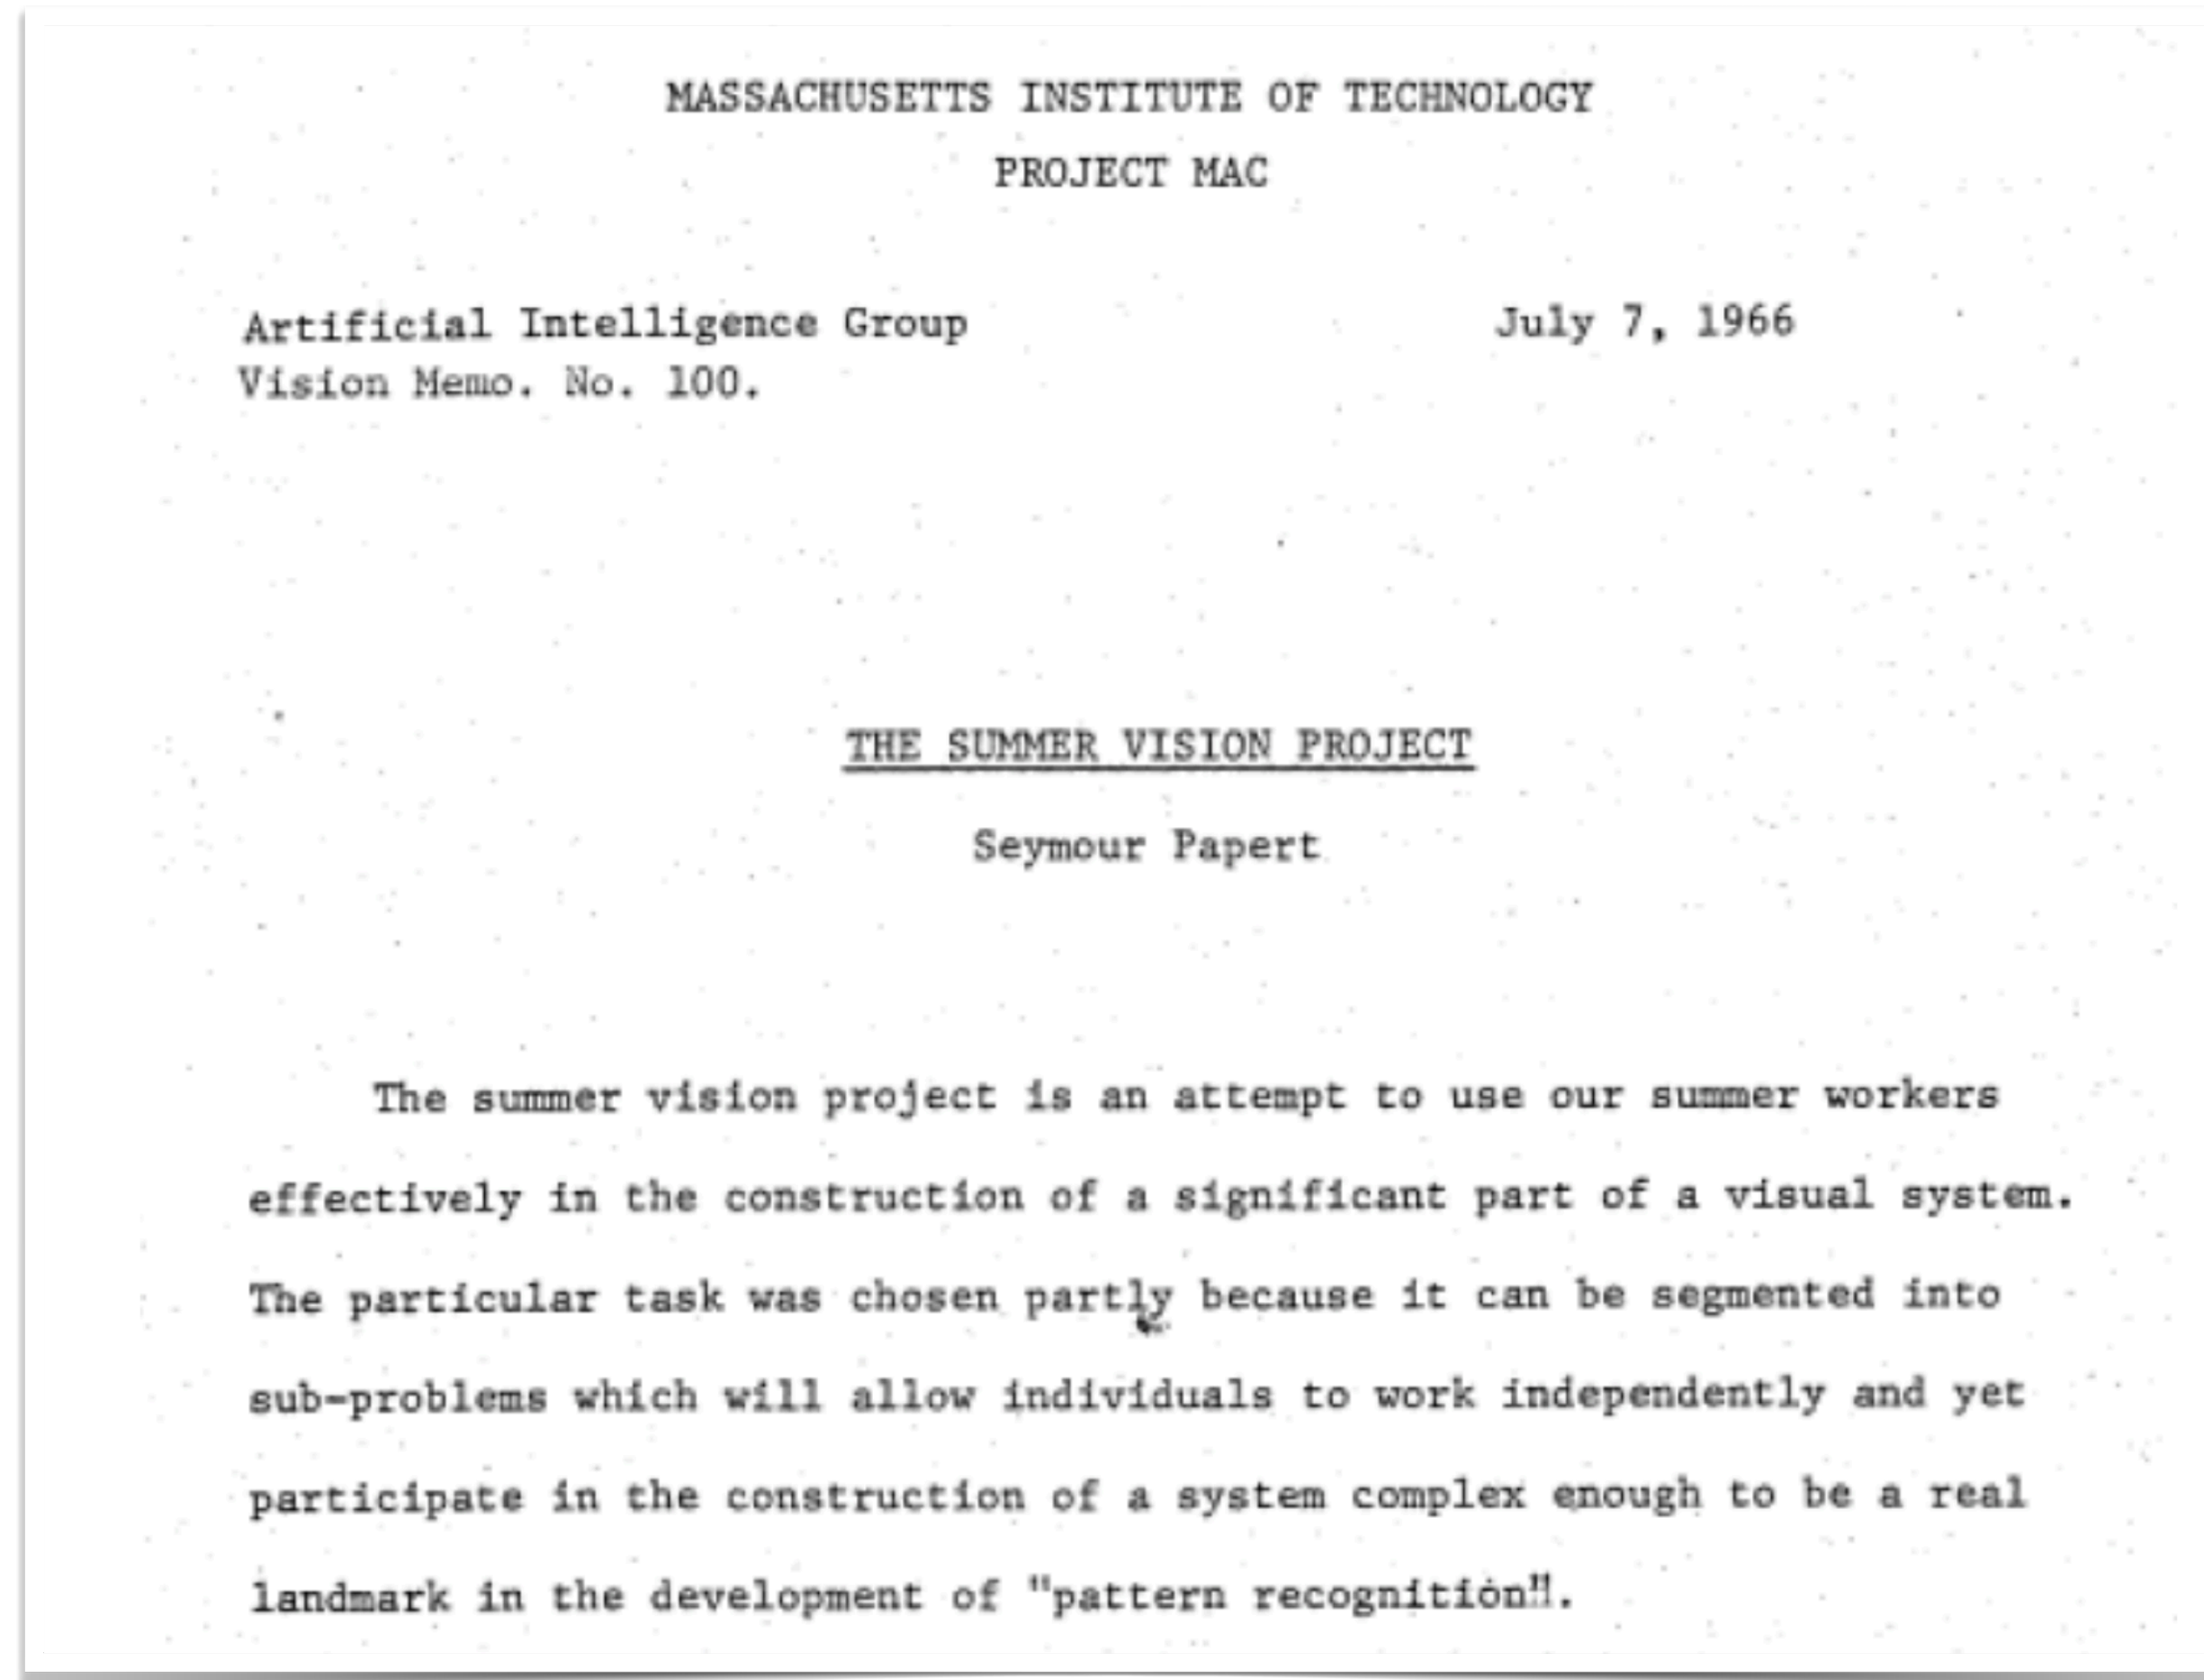 MASSACHUSETTS INSTITUTE OF TECHNOLOGY
PROJECT MAC
Artificial Intelligence Group July 7, 1966
Vision Memo. No. 100.
THE SUMMER VISION PROJECT
Seymour Papert
The summer vision project is an attempt to use our summer workers
effectively in the construction of a significant part of a visual system.
The particular task was chosen partly because it can be segmented into
sub-problems which will allow individuals to work independently and yet
participate in the construction of a system complex enough to be a real
landmark in the development of "pattern recognition".